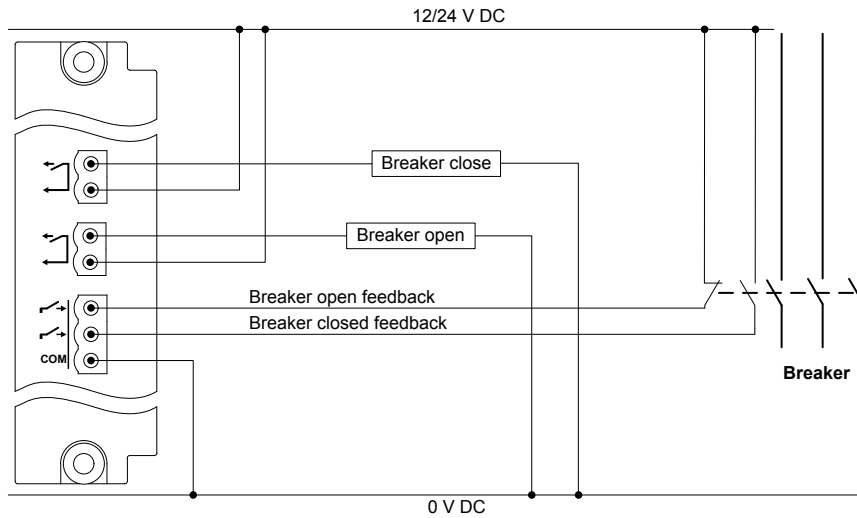 12/24 V DC
Breaker close
Breaker open
Breaker open feedback
Breaker closed feedback
COM
Breaker
0 V DC